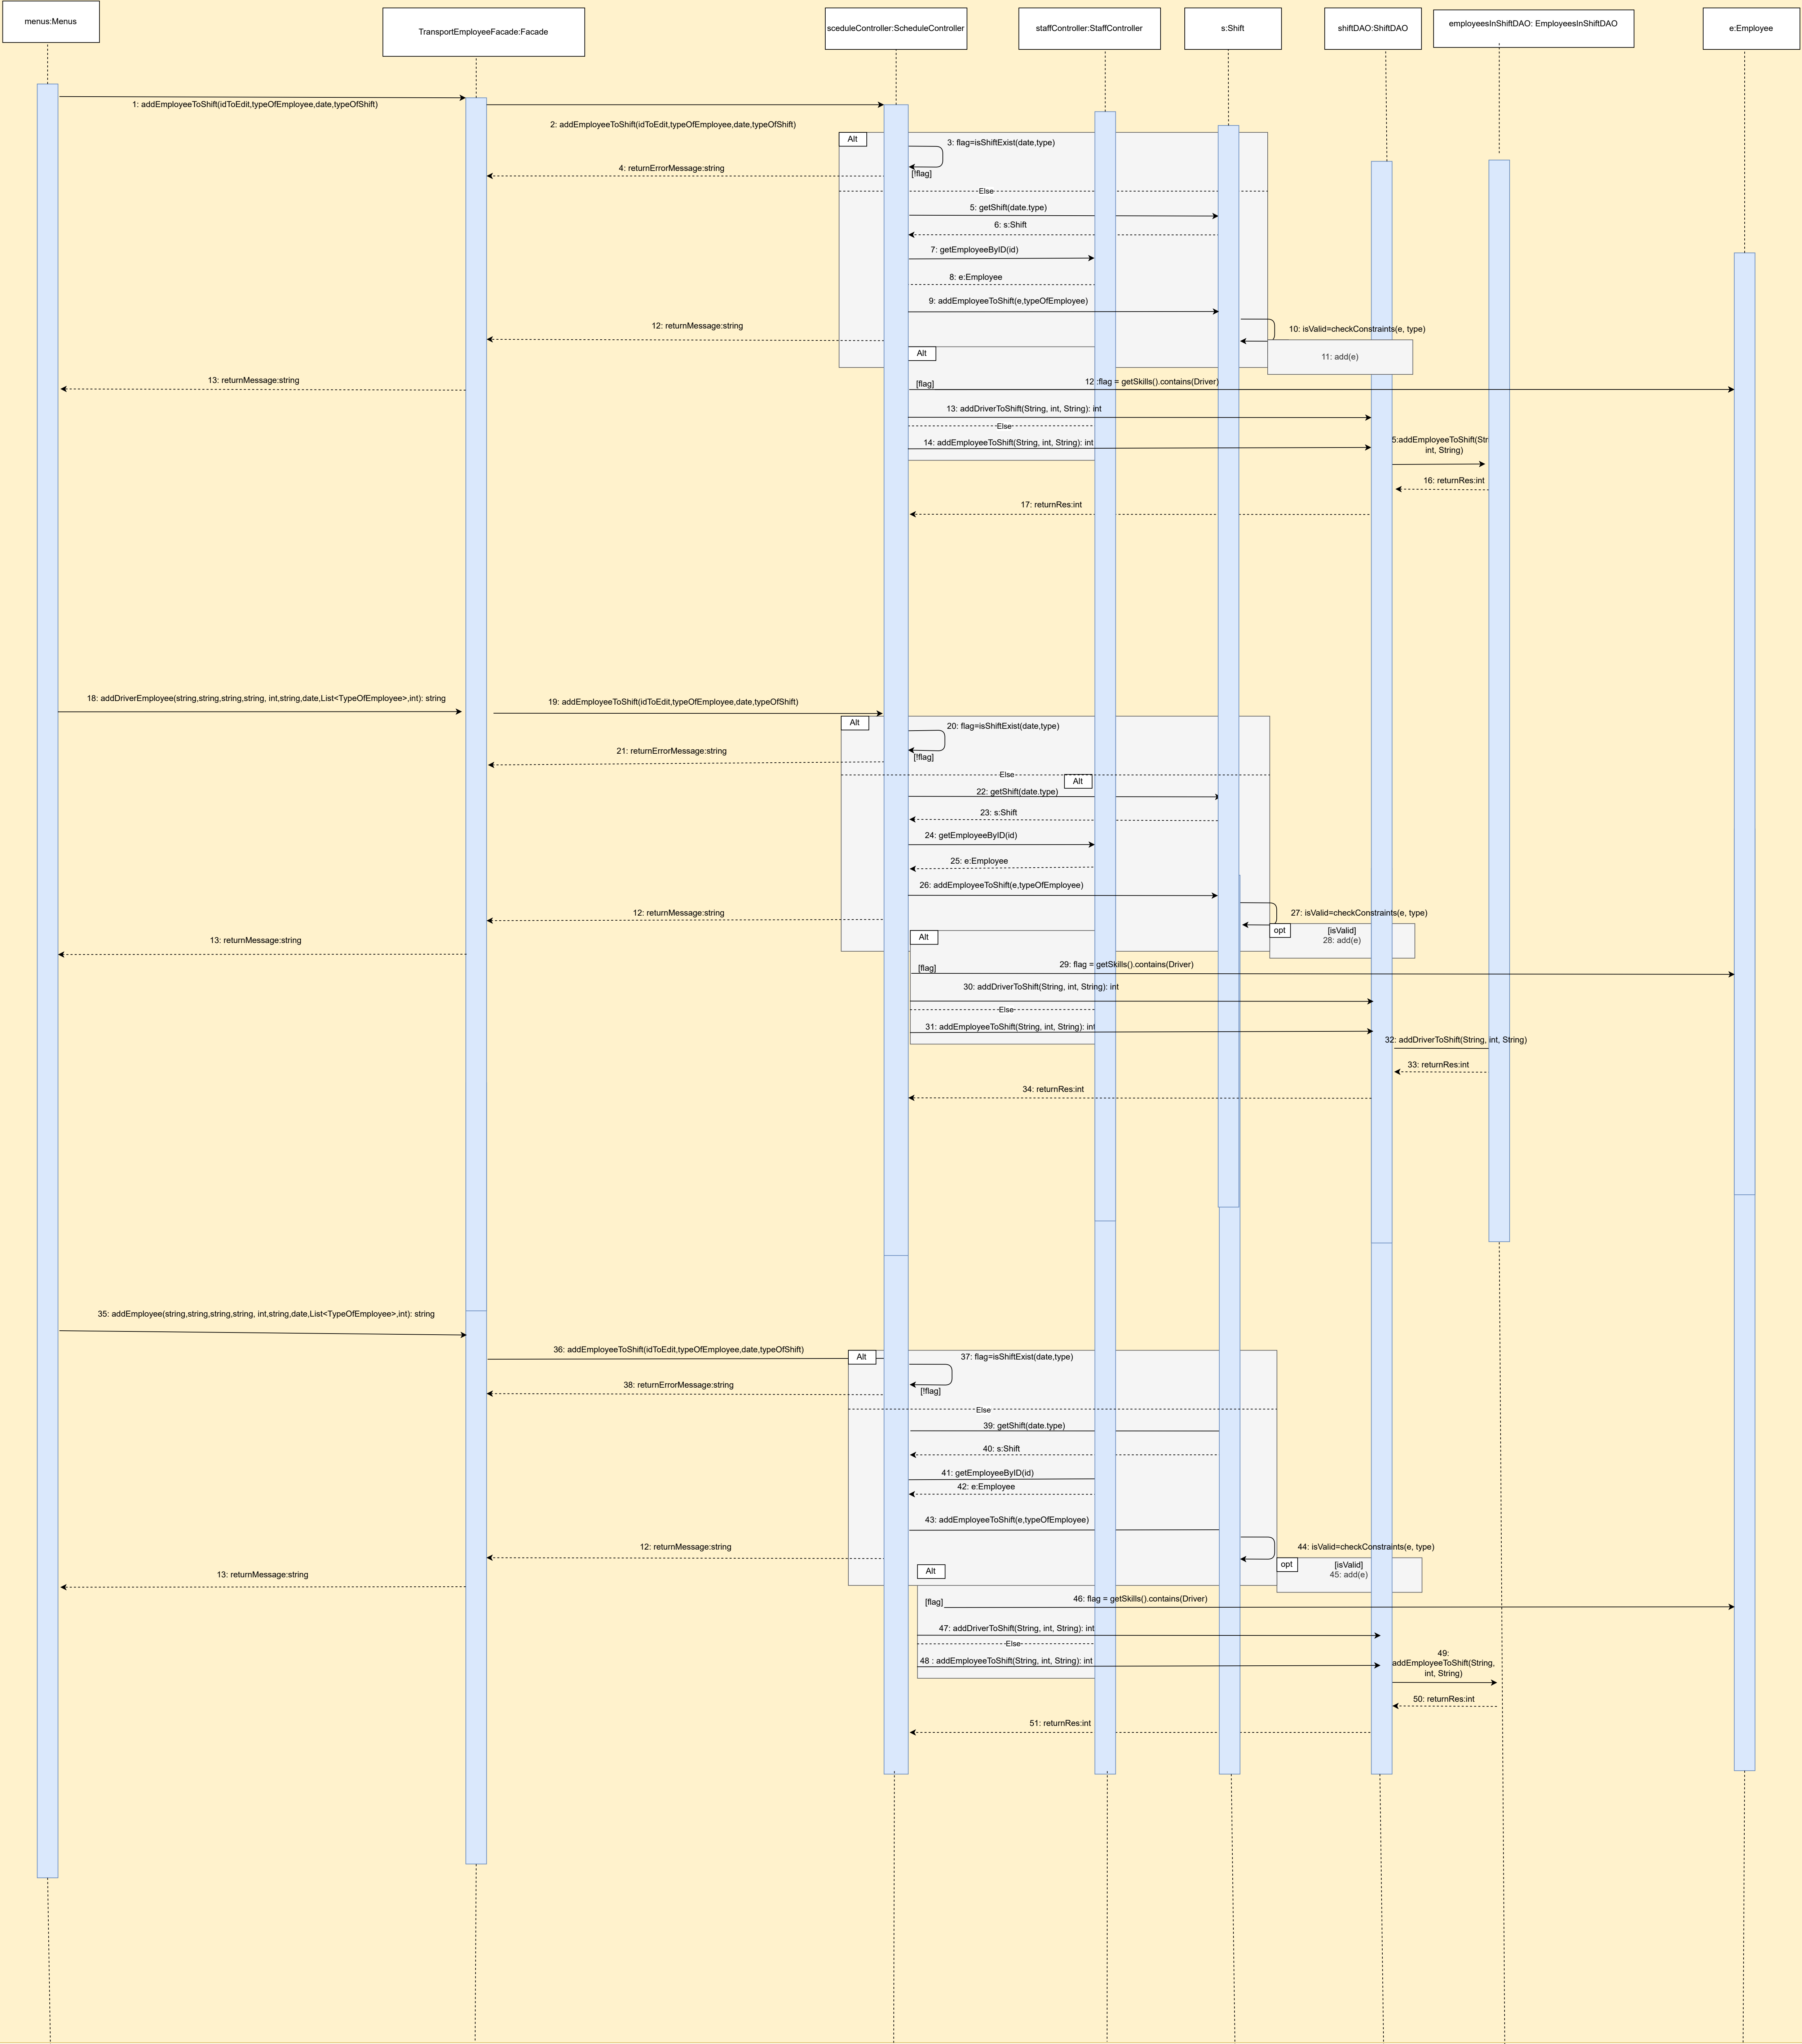 menus:Menus
TransportEmployeeFacade:Facade
sceduleController:ScheduleController
staffController:StaffController
s:Shift
shiftDAO:ShiftDAO
employeesInShiftDAO: EmployeesInShiftDAO
e:Employee
1: addEmployeeToShift(idToEdit,typeOfEmployee,date,typeOfShift)
2: addEmployeeToShift(idToEdit,typeOfEmployee,date,typeOfShift)
Alt
3: flag=isShiftExist(date,type)
4: returnErrorMessage:string
[!flag]
Else
5: getShift(date.type)
6: s:Shift
7: getEmployeeByID(id)
8: e:Employee
9: addEmployeeToShift(e,typeOfEmployee)
12: returnMessage:string
10: isValid=checkConstraints(e, type)
Alt
11: add(e)
13: returnMessage:string
[flag]
12 :flag = getSkills().contains(Driver)
13: addDriverToShift(String, int, String): int
Else
14: addEmployeeToShift(String, int, String): int
5:addEmployeeToShift(Str
int, String)
16: returnRes:int
17: returnRes:int
18: addDriverEmployee(string,string,string,string, int,string,date,List<TypeOfEmployee>,int): string
19: addEmployeeToShift(idToEdit,typeOfEmployee,date,typeOfShift)
Alt
20: flag=isShiftExist(date,type)
21: returnErrorMessage:string
[!flag]
Else
Alt
22: getShift(date.type)
23: s:Shift
24: getEmployeeByID(id)
25: e:Employee
26: addEmployeeToShift(e,typeOfEmployee)
12: returnMessage:string
27: isValid=checkConstraints(e, type)
opt
[isValid]
28: add(e)
13: returnMessage:string
Alt
[flag]
29: flag = getSkills().contains(Driver)
30: addDriverToShift(String, int, String): int
Else
31: addEmployeeToShift(String, int, String): int
32: addDriverToShift(String, int, String)
33: returnRes:int
34: returnRes:int
35: addEmployee(string,string,string,string, int,string,date,List<TypeOfEmployee>,int): string
36: addEmployeeToShift(idToEdit,typeOfEmployee,date,typeOfShift)
Alt
37: flag=isShiftExist(date,type)
38: returnErrorMessage:string
[!flag]
Else
39: getShift(date.type)
40: s:Shift
41: getEmployeeByID(id)
42: e:Employee
43: addEmployeeToShift(e,typeOfEmployee)
12: returnMessage:string
44: isValid=checkConstraints(e, type)
opt
[isValid]
45: add(e)
13: returnMessage:string
Alt
[flag]
46: flag = getSkills().contains(Driver)
47: addDriverToShift(String, int, String): int
Else
48 : addEmployeeToShift(String, int, String): int
49:
addEmployeeToShift(String,
int, String)
50: returnRes:int
51: returnRes:int